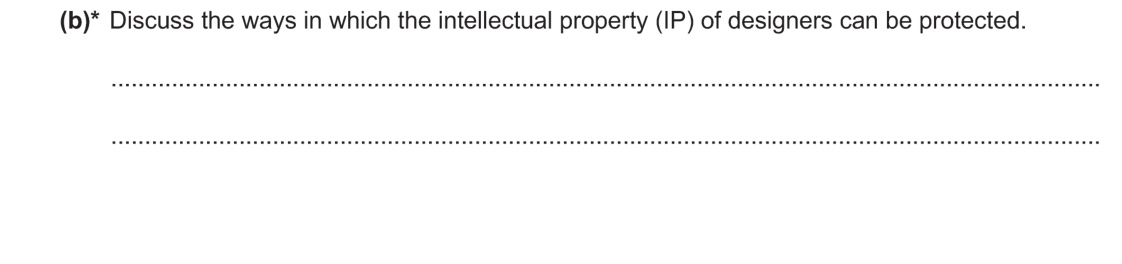 (b)* Discuss the ways in which the intellectual property (IP) of designers can be protected.